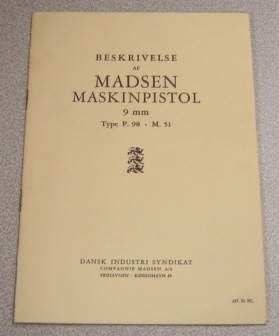 BESKRIVELSE
AF
MADSEN
MASKINPISTOL
9 mm
Type P. 98 - M. 51
DANSK INDUSTRI SYNDIKAT
COMPAGNIE MADSEN A/S
FRIHAVNEN - KØBENHAVN Ø.